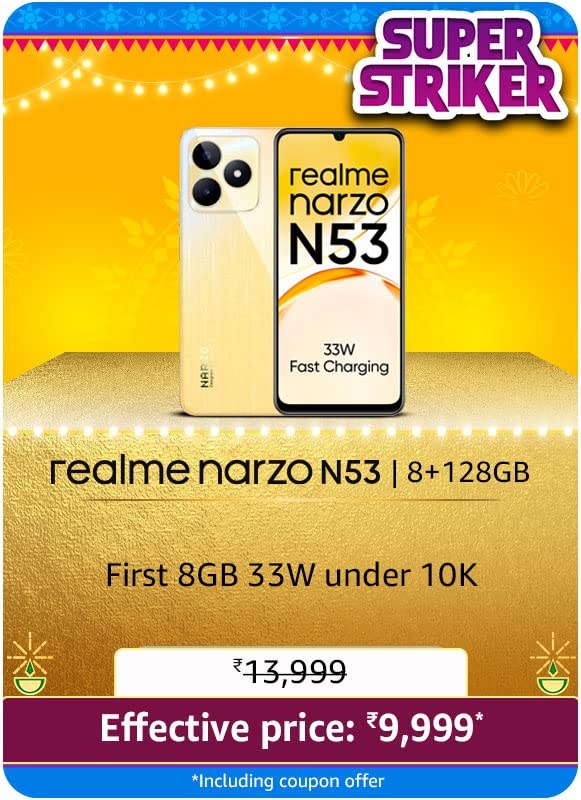 SUPER
STRIKER
realme
narzo
N53
33W
Fast Charging
NARZO
realme narzo N53 | 8+128GB
First 8GB 33W under 10K
₹13,999
Effective price: ₹9,999*
*Including coupon offer